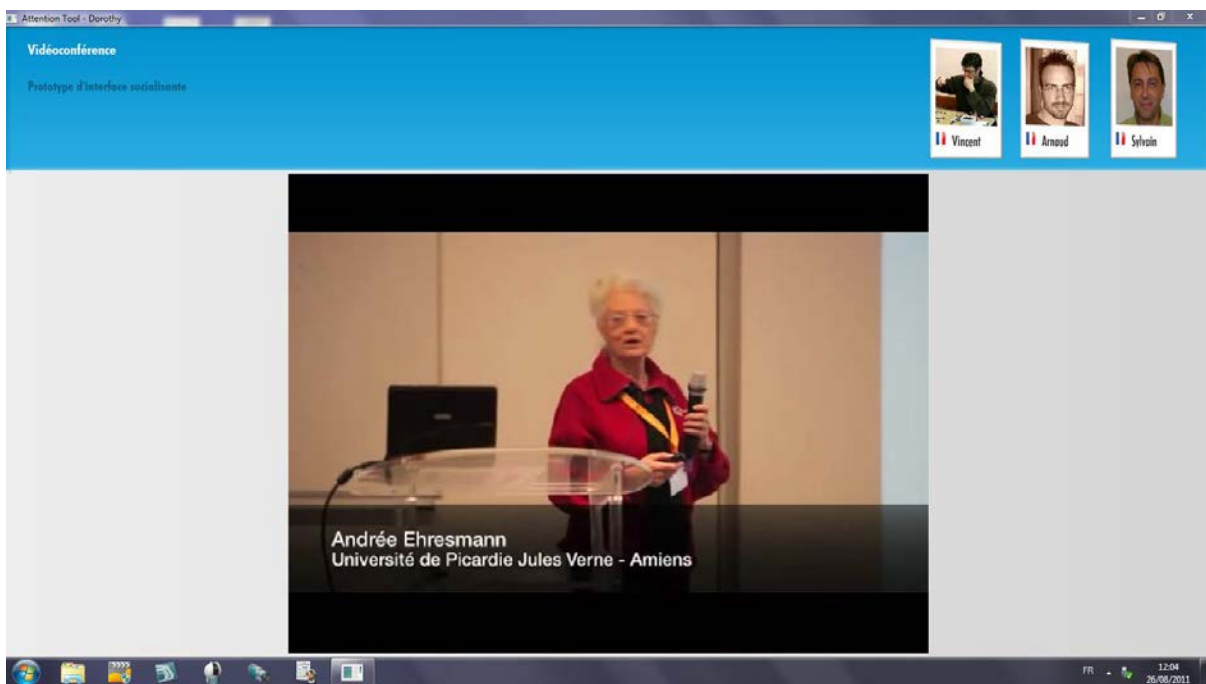 Attention Tool - Dorothy
Vidéoconférence
Prototype d'interface socialisante
Vincent
Arnaud
Sylvain
Andrée Ehresmann
Université de Picardie Jules Verne - Amiens
FR
12:04
26/08/2011